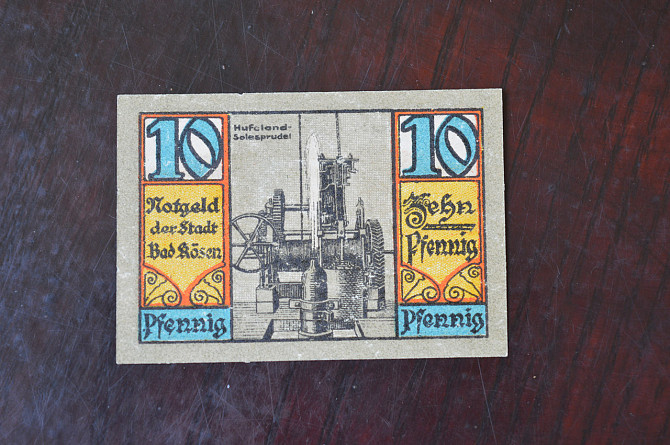 10
Notgeld
der Stadt
Bad Kösen
Pfennig
Hufeland-
Solesprudel
10
Zehn
Pfennig
Pfennig